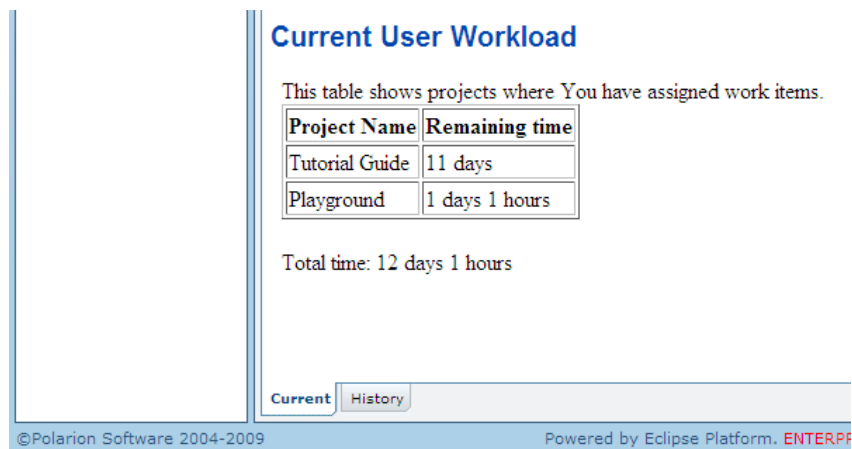 Current User Workload
This table shows projects where You have assigned work items.
Project Name Remaining time
Tutorial Guide 11 days
Playground 1 days 1 hours
Total time: 12 days 1 hours
Current History
©Polarion Software 2004-2009 Powered by Eclipse Platform.